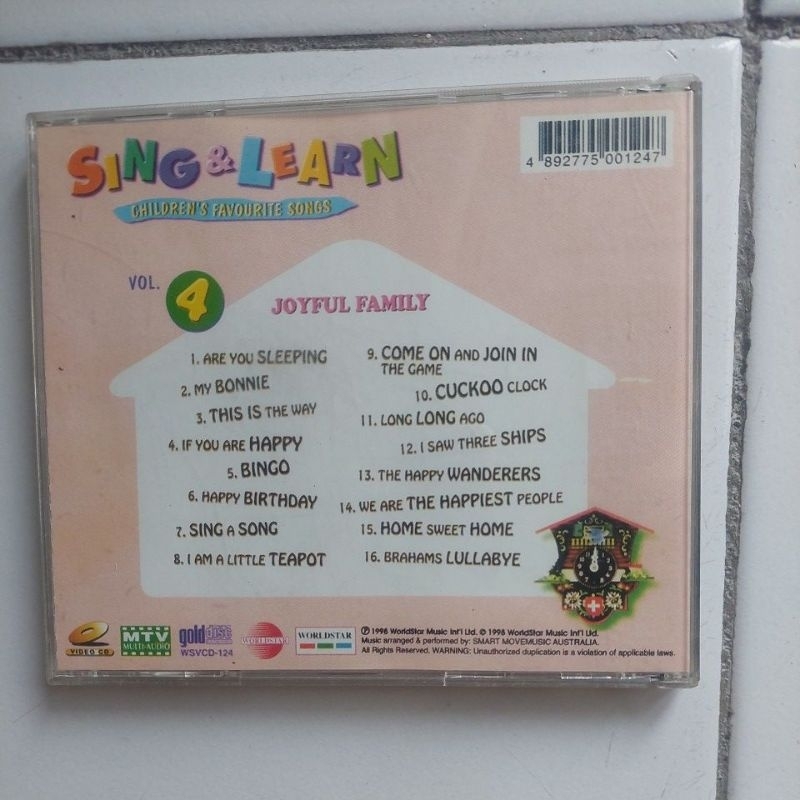 SING & LEARN
CHILDREN'S FAVOURITE SONGS
4 892775 001247
VOL. 4
JOYFUL FAMILY
1. ARE YOU SLEEPING
2. MY BONNIE
3. THIS IS THE WAY
4. IF YOU ARE HAPPY
5. BINGO
6. HAPPY BIRTHDAY
7. SING A SONG
8. I AM A LITTLE TEAPOT
9. COME ON AND JOIN IN
THE GAME
10. CUCKOO CLOCK
11. LONG LONG AGO
12. I SAW THREE SHIPS
13. THE HAPPY WANDERERS
14. WE ARE THE HAPPIEST PEOPLE
15. HOME SWEET HOME
16. BRAHAMS LULLABYE
VIDEO CD
MTV
MULTI-AUDIO
gold disc
WSVCD-124
WORLDSTAR
WORLDSTAR
℗ 1998 WorldStar Music Int'l Ltd. © 1998 WorldStar Music Int'l Ltd.
Music arranged & performed by: SMART MOVEMUSIC AUSTRALIA.
All Rights Reserved. WARNING: Unauthorized duplication is a violation of applicable laws.